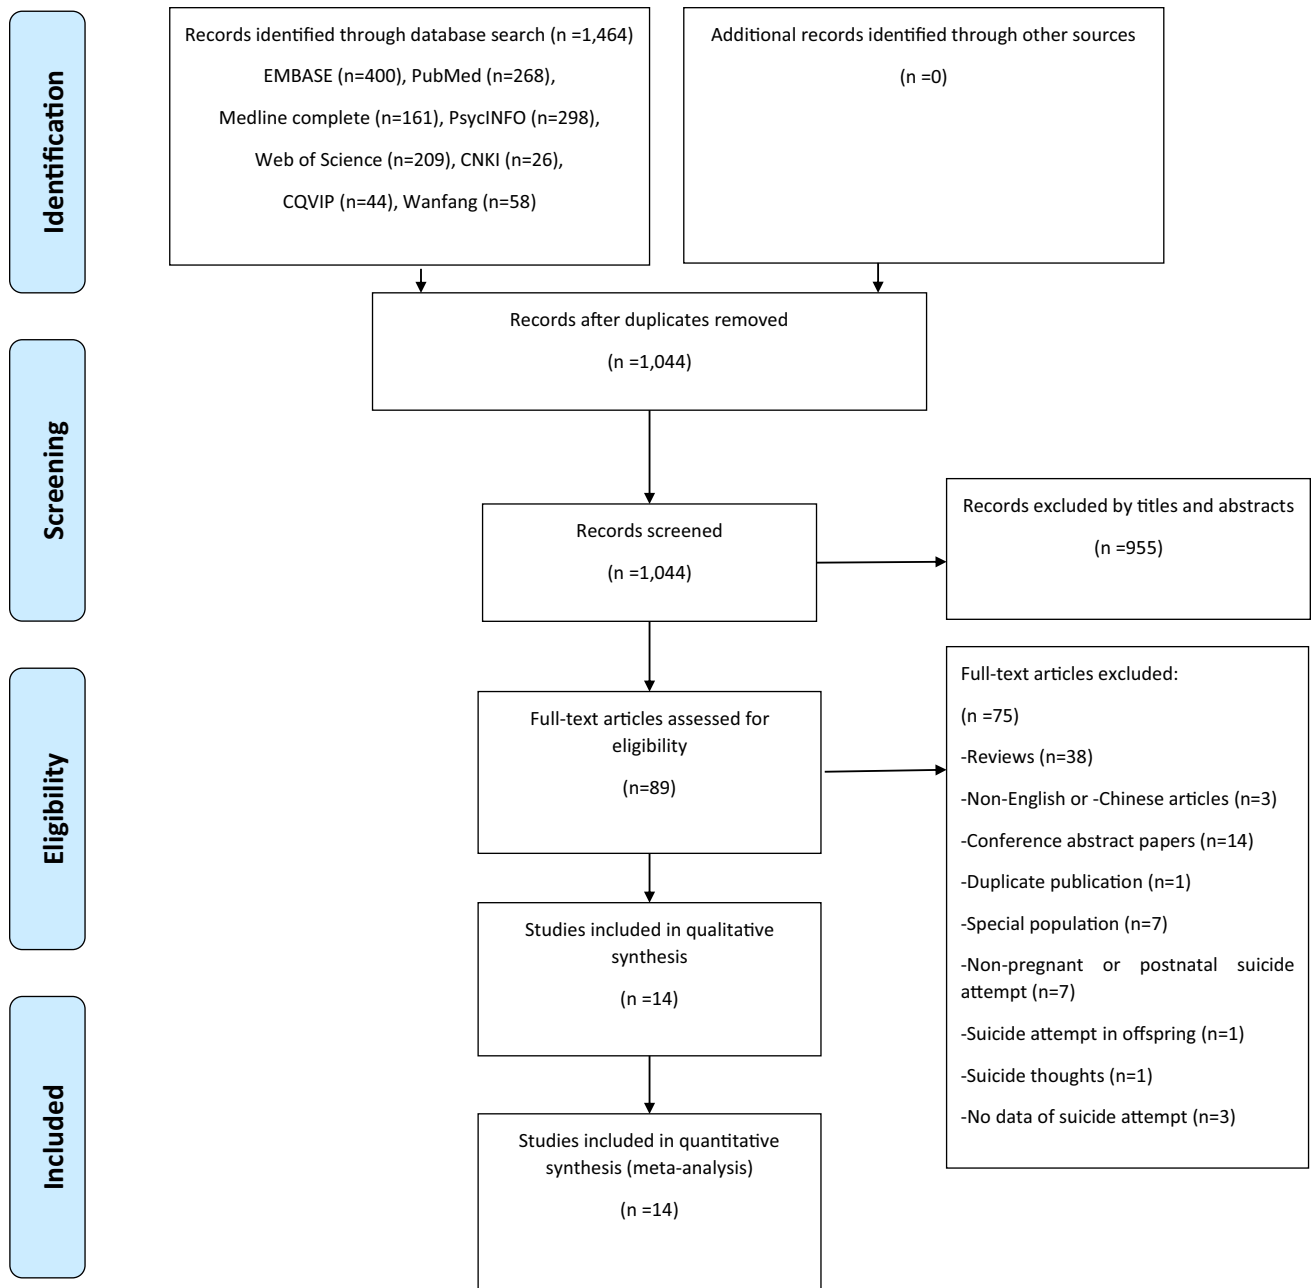 Identification
Records identified through database search (n =1,464)
EMBASE (n=400), PubMed (n=268),
Medline complete (n=161), PsycINFO (n=298),
Web of Science (n=209), CNKI (n=26),
CQVIP (n=44), Wanfang (n=58)
Additional records identified through other sources
(n =0)
Records after duplicates removed
(n =1,044)
Screening
Records screened
(n =1,044)
Records excluded by titles and abstracts
(n =955)
Eligibility
Full-text articles assessed for
eligibility
(n=89)
Full-text articles excluded:
(n =75)
-Reviews (n=38)
-Non-English or -Chinese articles (n=3)
-Conference abstract papers (n=14)
-Duplicate publication (n=1)
-Special population (n=7)
-Non-pregnant or postnatal suicide
attempt (n=7)
-Suicide attempt in offspring (n=1)
-Suicide thoughts (n=1)
-No data of suicide attempt (n=3)
Studies included in qualitative
synthesis
(n =14)
Included
Studies included in quantitative
synthesis (meta-analysis)
(n =14)